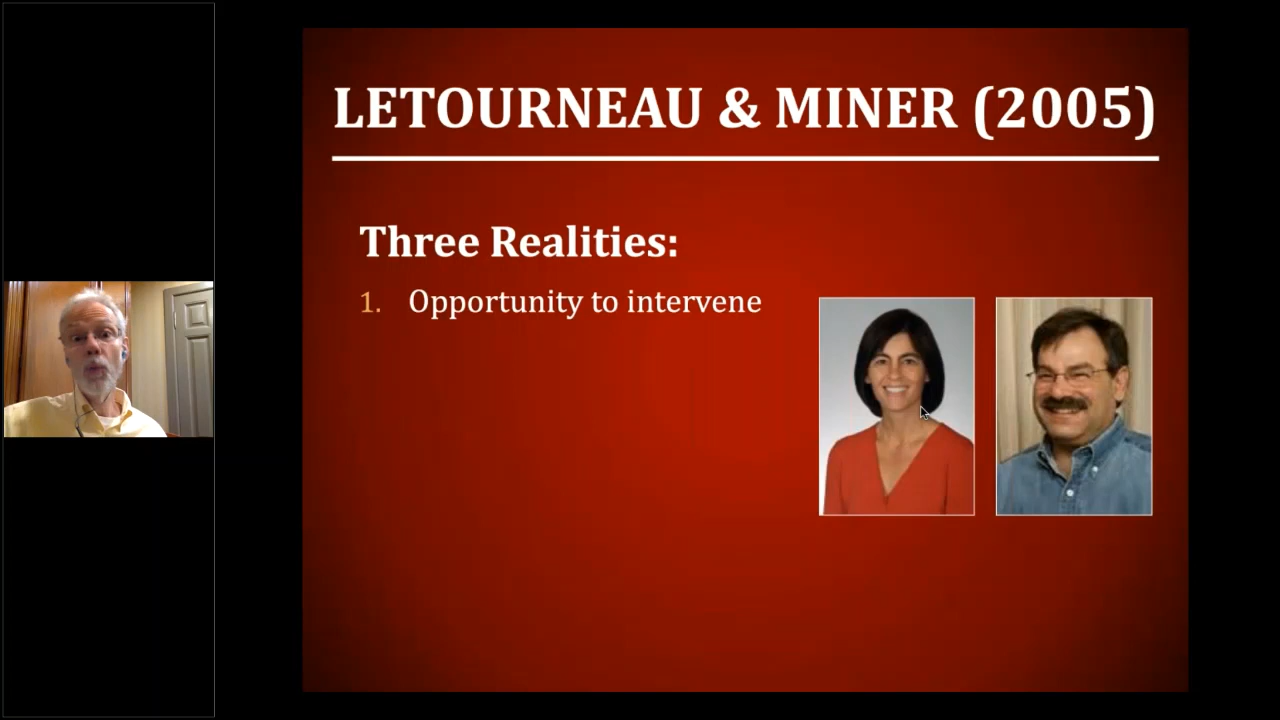 LETOURNEAU & MINER (2005)
Three Realities:
1. Opportunity to intervene